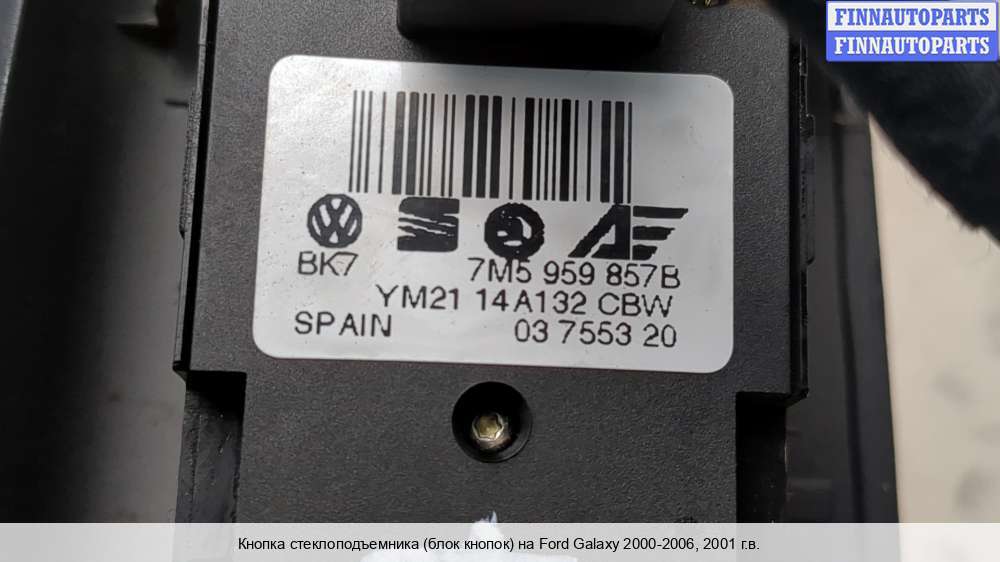 FINNAUTOPARTS
FINNAUTOPARTS
BK7 7M5 959 857B
YM21 14A132 CBW
SPAIN 03 7553 20
Кнопка стеклоподъемника (блок кнопок) на Ford Galaxy 2000-2006, 2001 г.в.